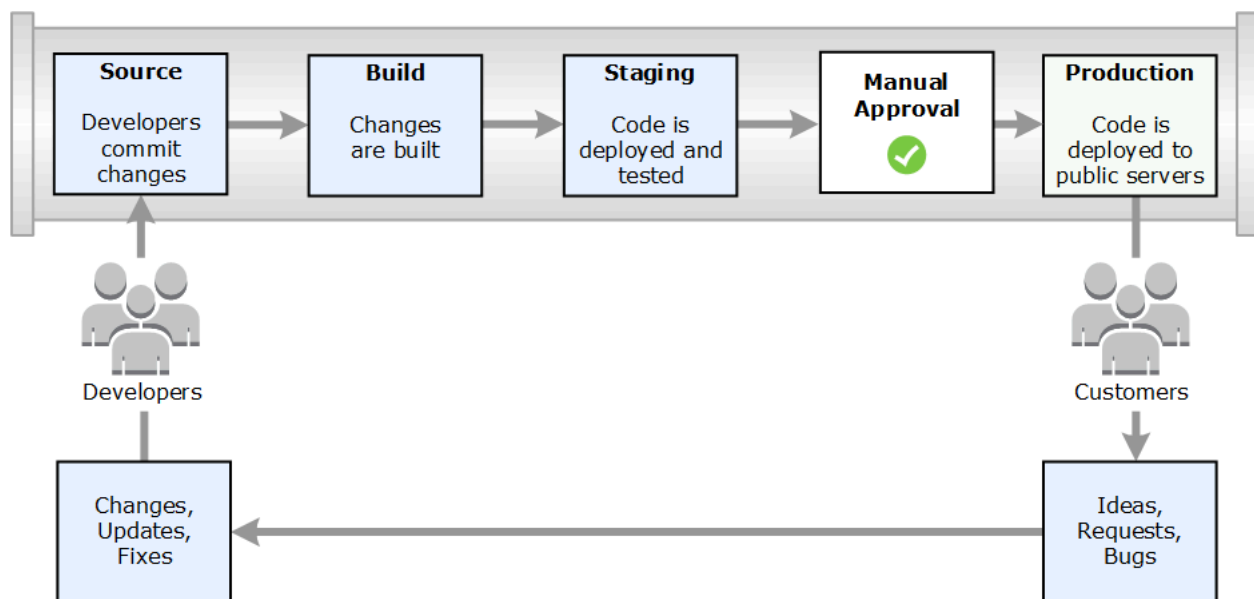 Source
Developers
commit
changes
Build
Changes
are built
Staging
Code is
deployed and
tested
Manual
Approval
Production
Code is
deployed to
public servers
Developers
Customers
Changes,
Updates,
Fixes
Ideas,
Requests,
Bugs